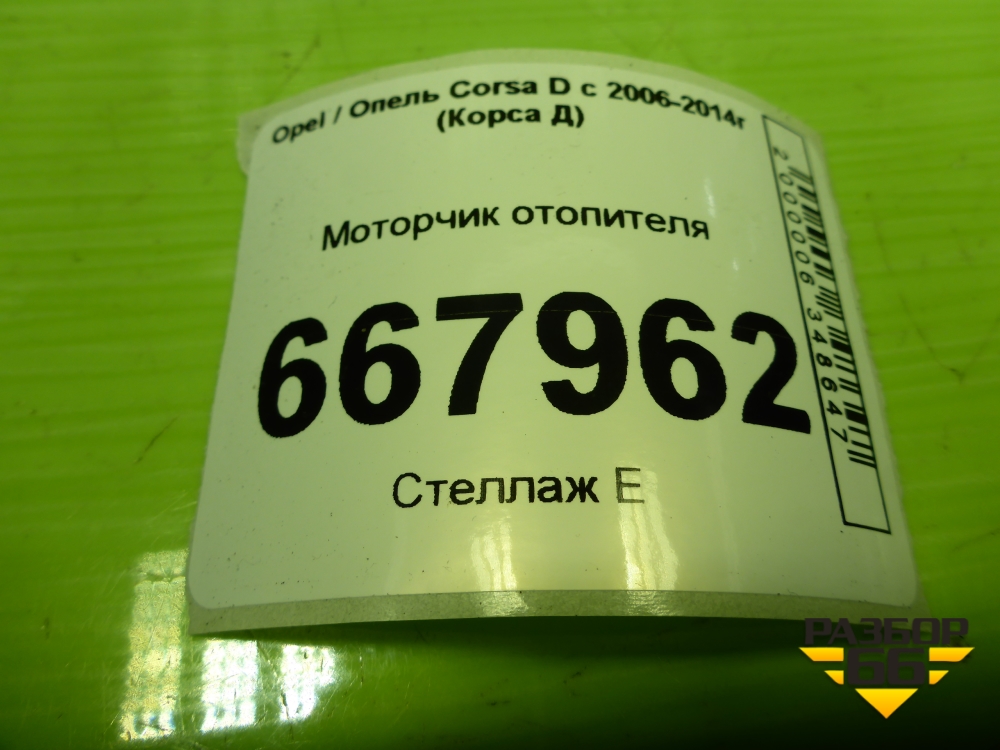 Opel / Опель Corsa D с 2006-2014г
(Корса Д)
Моторчик отопителя
667962
Стеллаж Е
2000006348647
РАЗБОР
66